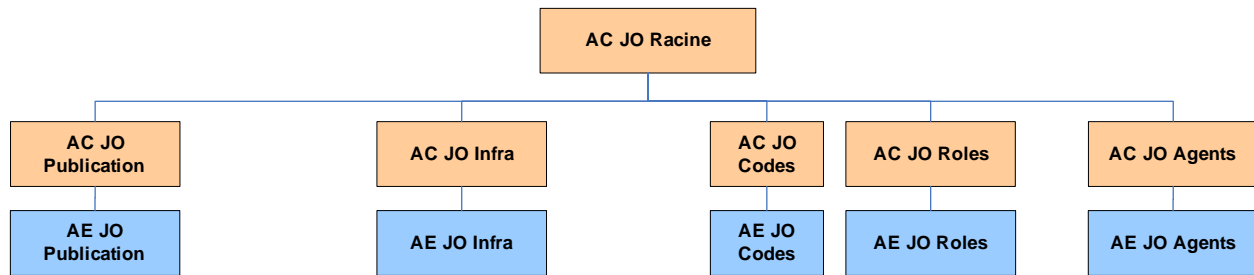 AC JO Racine
AC JO
Publication
AC JO Infra
AC JO
Codes
AC JO Roles
AC JO Agents
AE JO
Publication
AE JO Infra
AE JO
Codes
AE JO Roles
AE JO Agents